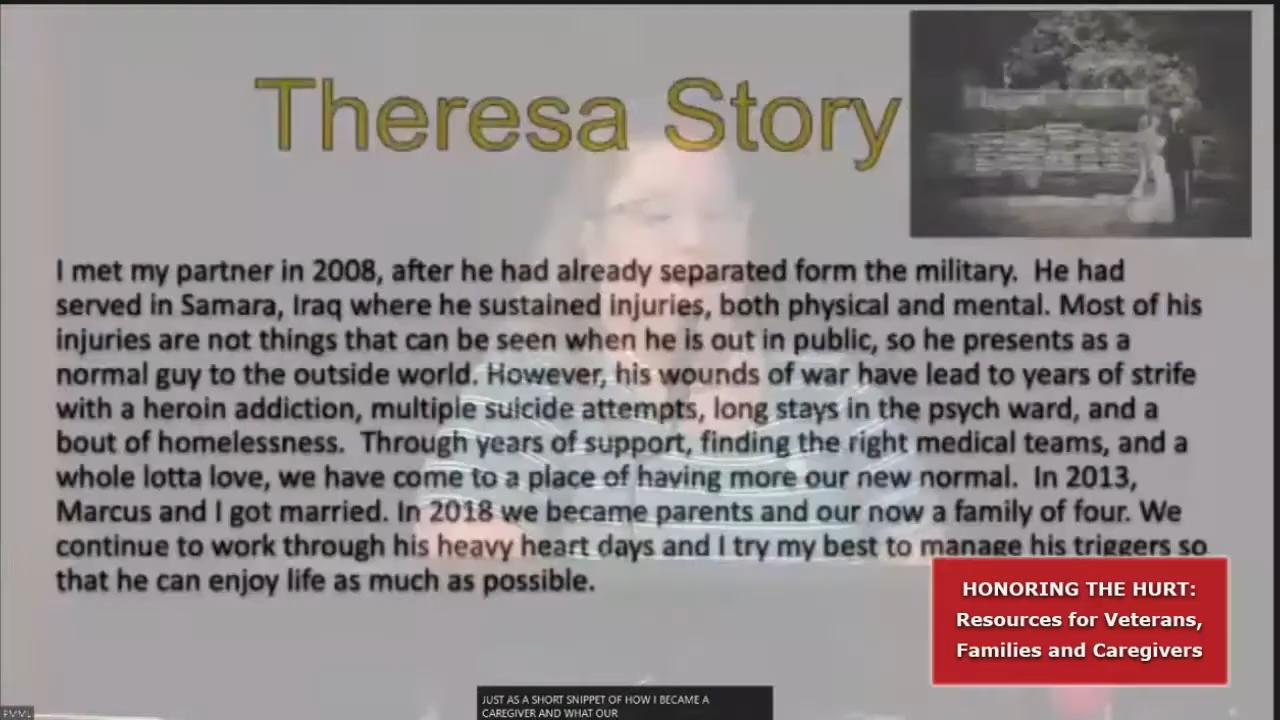 Theresa Story
I met my partner in 2008, after he had already separated form the military.  He had
served in Samara, Iraq where he sustained injuries, both physical and mental. Most of his
injuries are not things that can be seen when he is out in public, so he presents as a
normal guy to the outside world. However, his wounds of war have lead to years of strife
with a heroin addiction, multiple suicide attempts, long stays in the psych ward, and a
bout of homelessness.  Through years of support, finding the right medical teams, and a
whole lotta love, we have come to a place of having more our new normal.  In 2013,
Marcus and I got married. In 2018 we became parents and our now a family of four. We
continue to work through his heavy heart days and I try my best to manage his triggers so
that he can enjoy life as much as possible.
HONORING THE HURT:
Resources for Veterans,
Families and Caregivers
JUST AS A SHORT SNIPPET OF HOW I BECAME A
CAREGIVER AND WHAT OUR